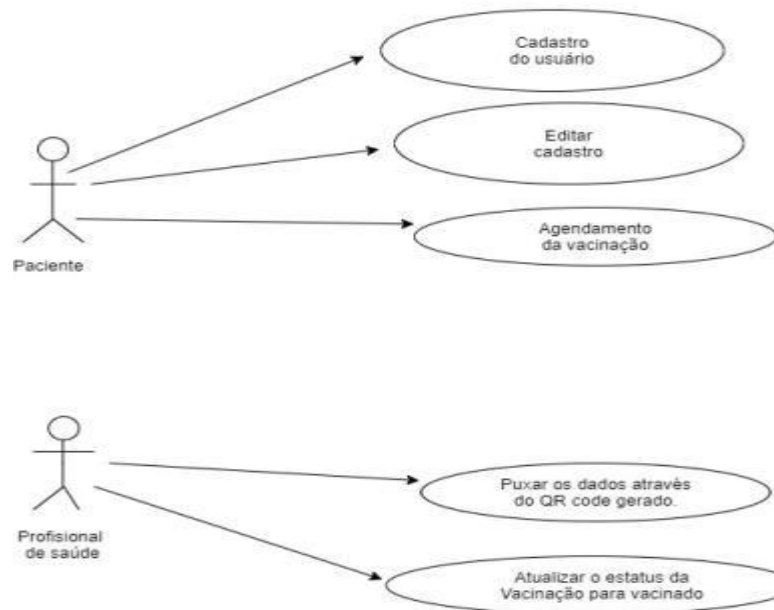 Cadastro
do usuário
Editar
cadastro
Agendamento
da vacinação
Paciente
Puxar os dados através
do QR code gerado.
Profisional
de saúde
Atualizar o estatus da
Vacinação para vacinado